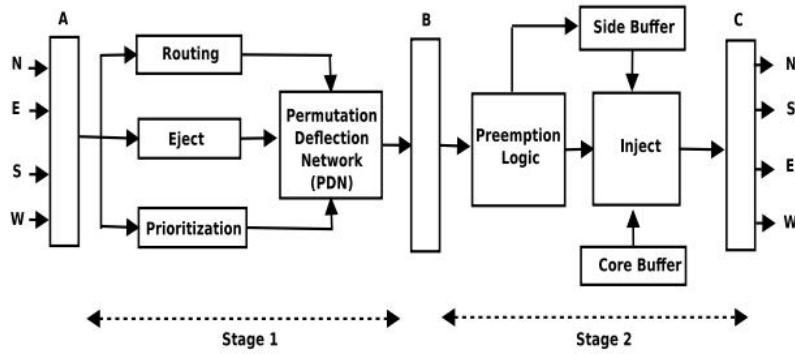 A
B
C
N
E
S
W
Routing
Eject
Prioritization
Permutation
Deflection
Network
(PDN)
Preemption
Logic
Side Buffer
Inject
Core Buffer
N
S
E
W
Stage 1
Stage 2